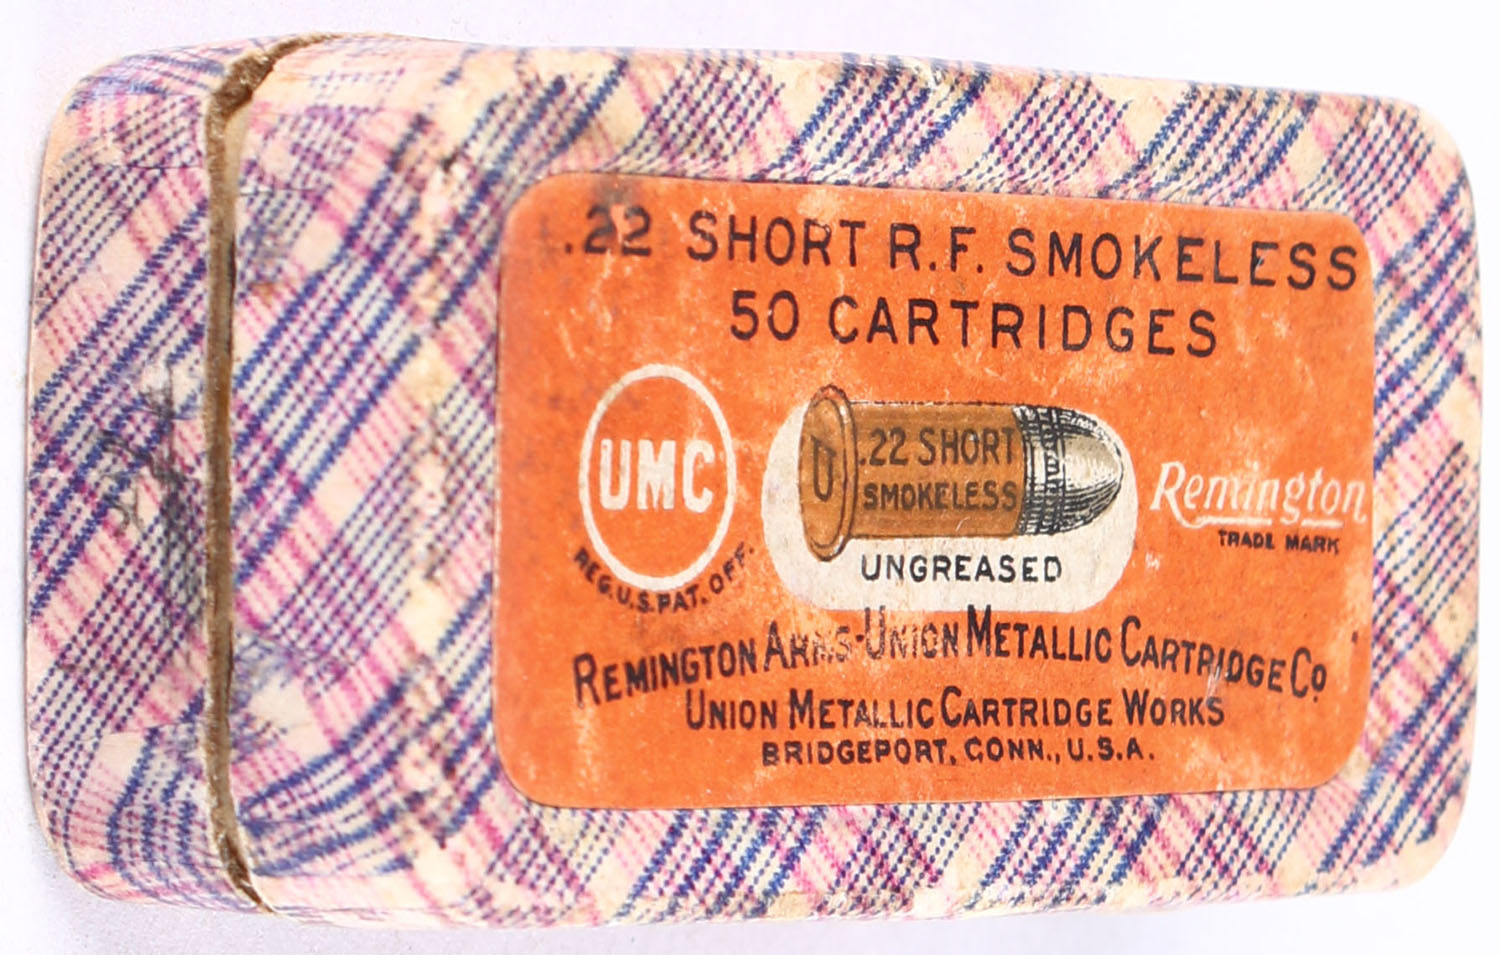 .22 SHORT R.F. SMOKELESS
50 CARTRIDGES
UMC
REG. U.S. PAT. OFF.
U
.22 SHORT
SMOKELESS
UNGREASED
Remington
TRADE MARK
REMINGTON ARMS-UNION METALLIC CARTRIDGE CO
UNION METALLIC CARTRIDGE WORKS
BRIDGEPORT, CONN., U.S.A.